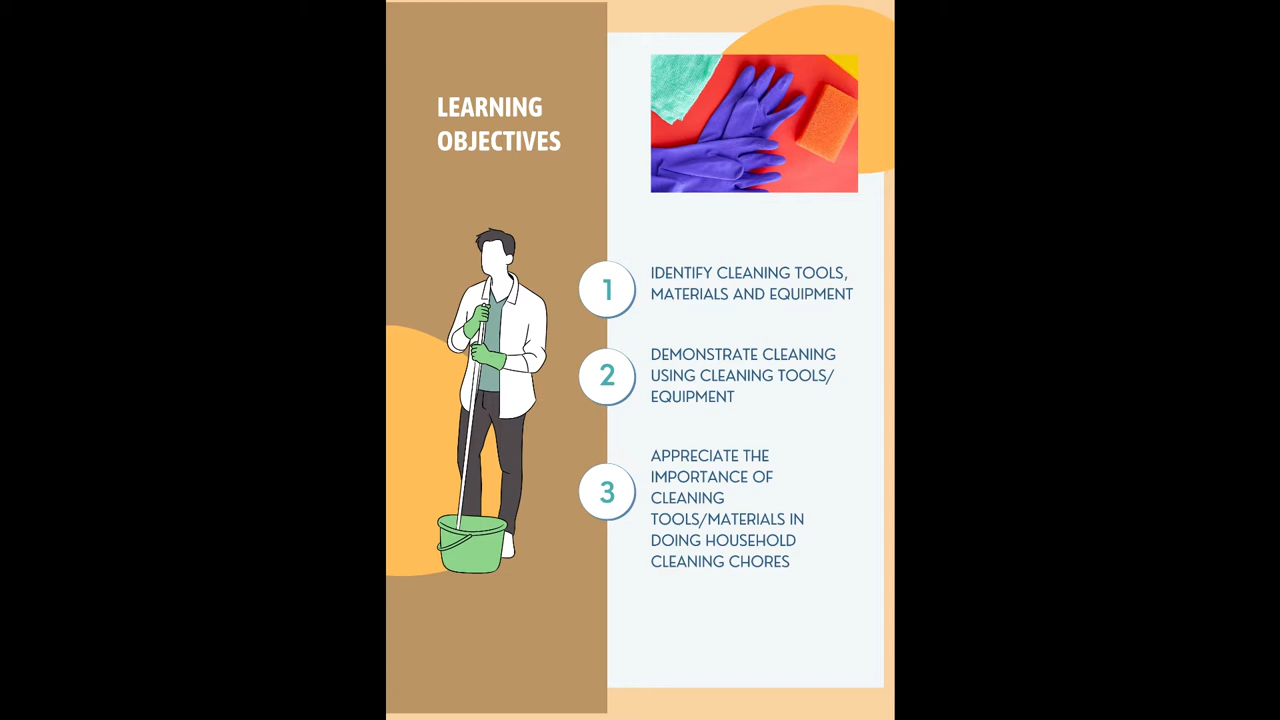 LEARNING
OBJECTIVES
1
IDENTIFY CLEANING TOOLS,
MATERIALS AND EQUIPMENT
2
DEMONSTRATE CLEANING
USING CLEANING TOOLS/
EQUIPMENT
3
APPRECIATE THE
IMPORTANCE OF
CLEANING
TOOLS/MATERIALS IN
DOING HOUSEHOLD
CLEANING CHORES